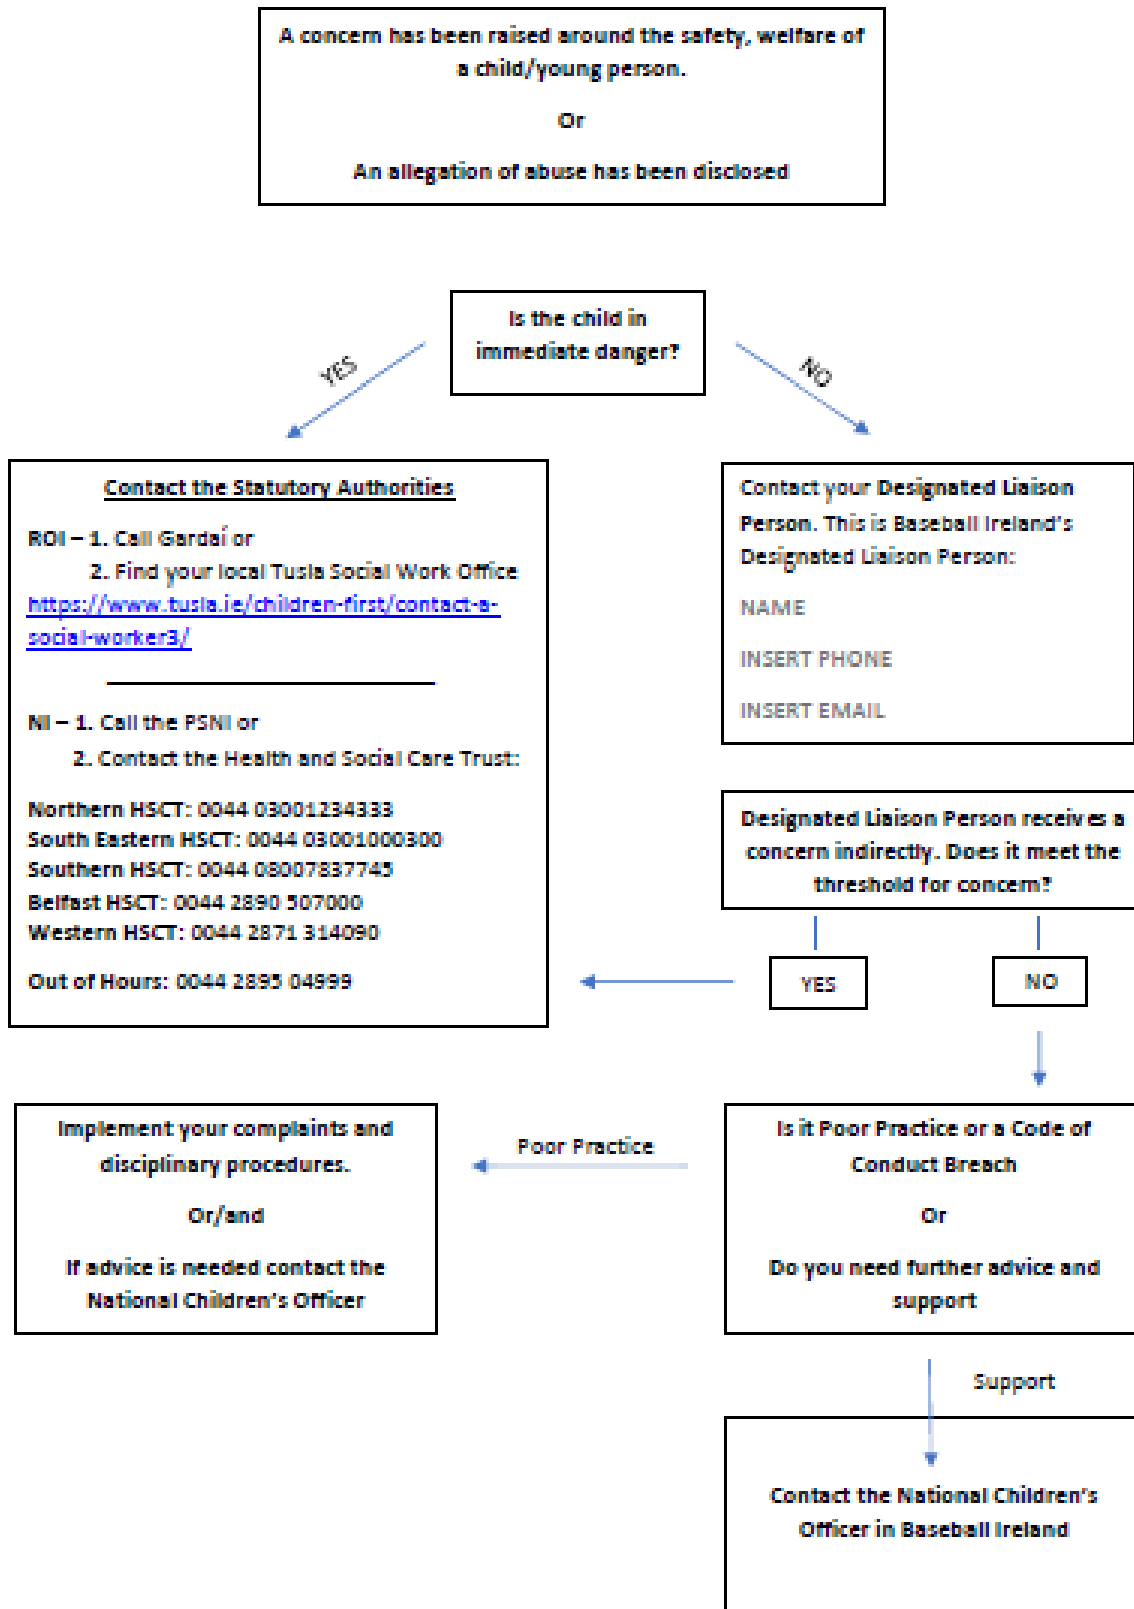 A concern has been raised around the safety, welfare of
a child/young person.
Or
An allegation of abuse has been disclosed
Is the child in
immediate danger?
YES
NO
Contact the Statutory Authorities
ROI – 1. Call Gardaí or
2. Find your local Tusla Social Work Office
https://www.tusla.ie/children-first/contact-a-
social-worker3/
NI – 1. Call the PSNI or
2. Contact the Health and Social Care Trust:
Northern HSCT: 0044 03001234333
South Eastern HSCT: 0044 03001000300
Southern HSCT: 0044 08007837745
Belfast HSCT: 0044 2890 507000
Western HSCT: 0044 2871 314090
Out of Hours: 0044 2895 04999
Contact your Designated Liaison
Person. This is Baseball Ireland's
Designated Liaison Person:
NAME
INSERT PHONE
INSERT EMAIL
Designated Liaison Person receives a
concern indirectly. Does it meet the
threshold for concern?
YES
NO
Is it Poor Practice or a Code of
Conduct Breach
Or
Do you need further advice and
support
Poor Practice
Implement your complaints and
disciplinary procedures.
Or/and
If advice is needed contact the
National Children's Officer
Support
Contact the National Children's
Officer in Baseball Ireland